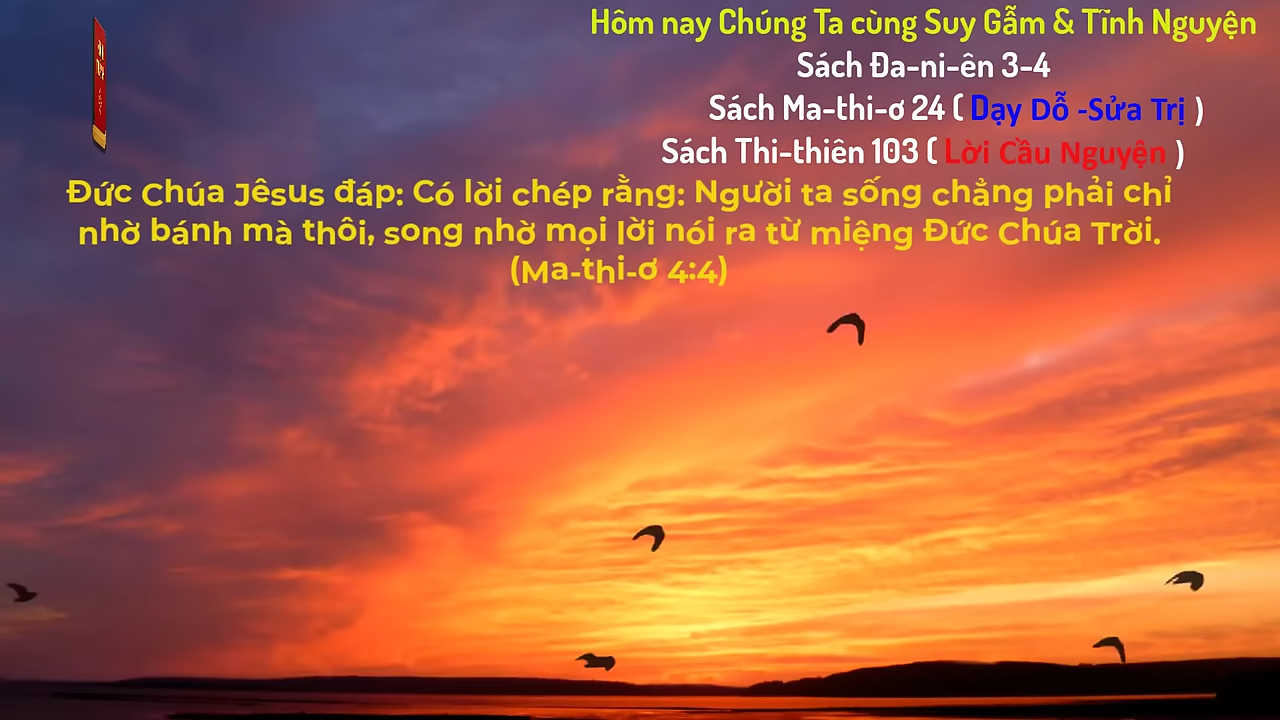 Hôm nay Chúng Ta cùng Suy Gẫm & Tĩnh Nguyện
Sách Đa-ni-ên 3-4
Sách Ma-thi-ơ 24 ( Dạy Dỗ -Sửa Trị )
Sách Thi-thiên 103 ( Lời Cầu Nguyện )
Đức Chúa Jêsus đáp: Có lời chép rằng: Người ta sống chẳng phải chỉ
nhờ bánh mà thôi, song nhờ mọi lời nói ra từ miệng Đức Chúa Trời.
(Ma-thi-ơ 4:4)